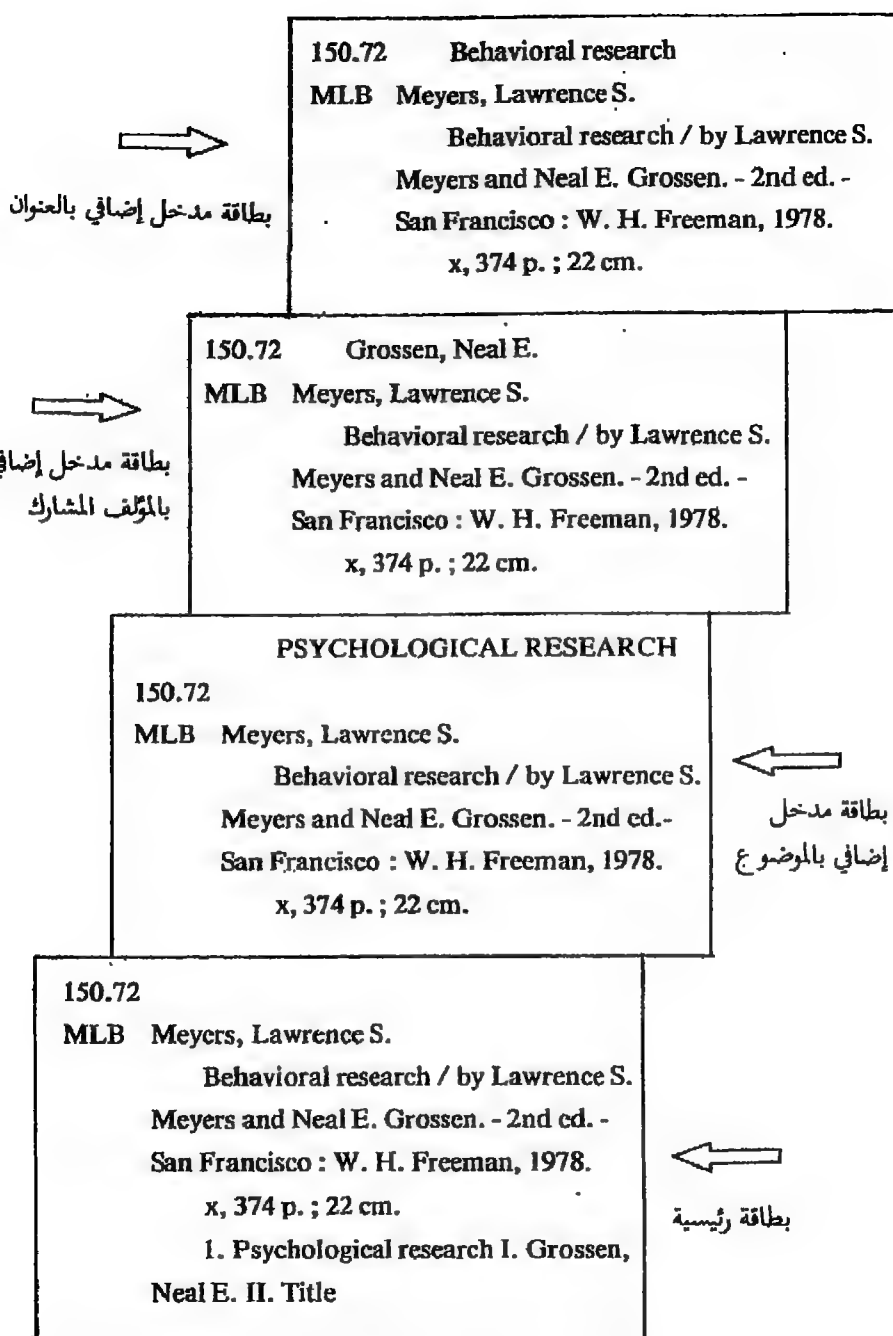 150.72 Behavioral research
MLB Meyers, Lawrence S.
Behavioral research / by Lawrence S.
Meyers and Neal E. Grossen. - 2nd ed. -
San Francisco : W. H. Freeman, 1978.
x, 374 p. ; 22 cm.
بطاقة مدخل إضافي بالعنوان
150.72 Grossen, Neal E.
MLB Meyers, Lawrence S.
Behavioral research / by Lawrence S.
Meyers and Neal E. Grossen. - 2nd ed. -
San Francisco : W. H. Freeman, 1978.
x, 374 p. ; 22 cm.
بطاقة مدخل إضافي
بالمؤلف المشارك
PSYCHOLOGICAL RESEARCH
150.72
MLB Meyers, Lawrence S.
Behavioral research / by Lawrence S.
Meyers and Neal E. Grossen. - 2nd ed.-
San Francisco : W. H. Freeman, 1978.
x, 374 p. ; 22 cm.
بطاقة مدخل
إضافي بالموضوع
150.72
MLB Meyers, Lawrence S.
Behavioral research / by Lawrence S.
Meyers and Neal E. Grossen. - 2nd ed. -
San Francisco : W. H. Freeman, 1978.
x, 374 p. ; 22 cm.
1. Psychological research I. Grossen,
Neal E. II. Title
بطاقة رئيسية